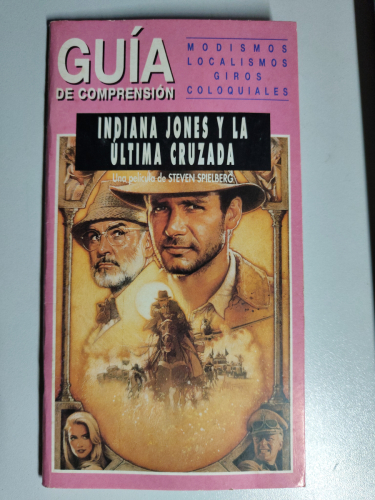 GUÍA
DE COMPRENSIÓN
MODISMOS
LOCALISMOS
GIROS
COLOQUIALES
INDIANA JONES Y LA
ÚLTIMA CRUZADA
Una película de STEVEN SPIELBERG